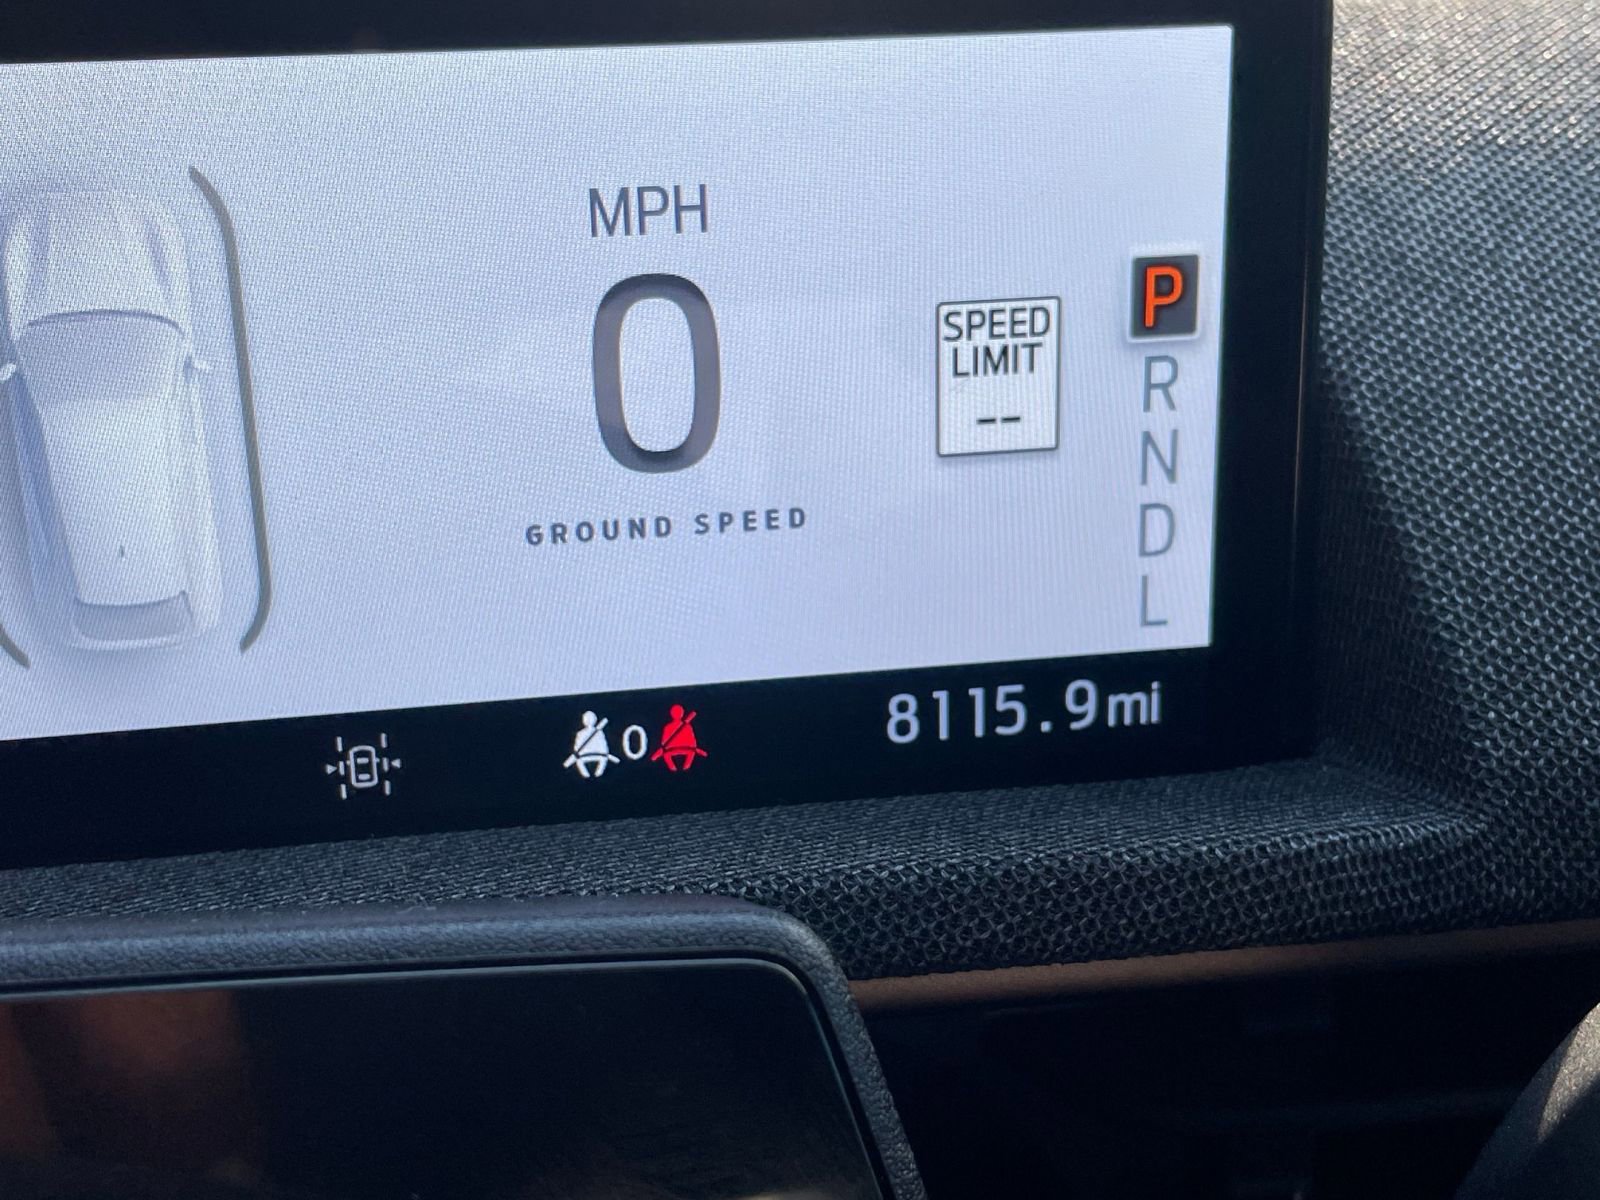 MPH
0
GROUND SPEED
SPEED
LIMIT
--
P
R
N
D
L
0
8115.9mi